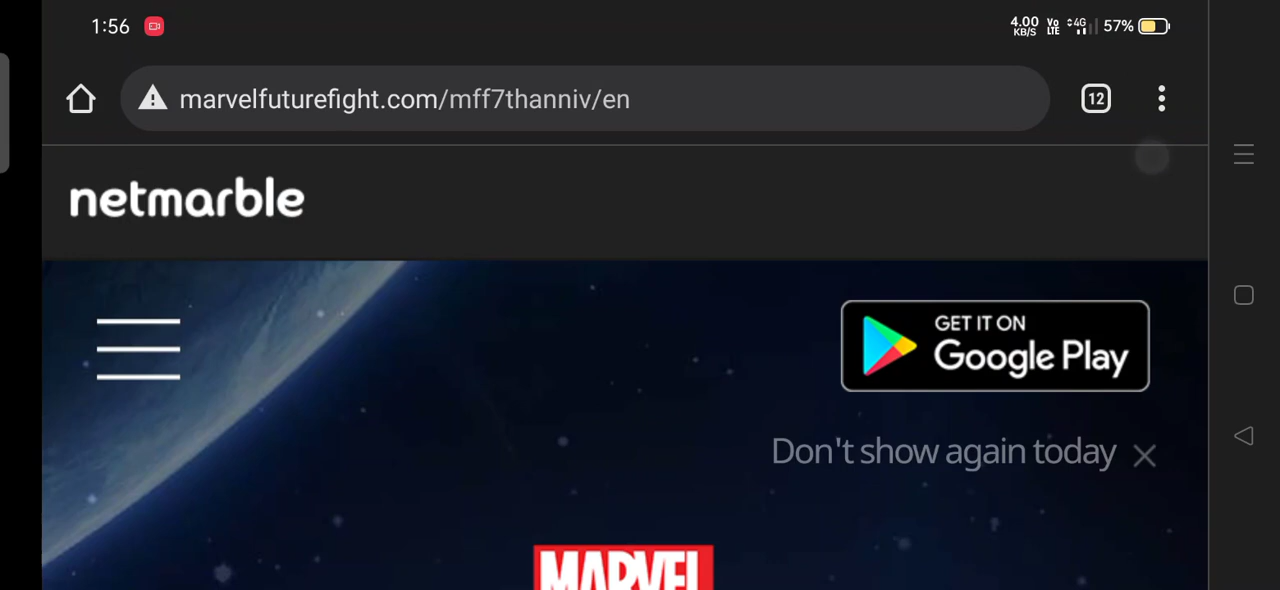 1:56
4.00 KB/S Vo LTE 4G 57%
marvelfuturefight.com/mff7thanniv/en
12
netmarble
GET IT ON
Google Play
Don't show again today
MARVEL